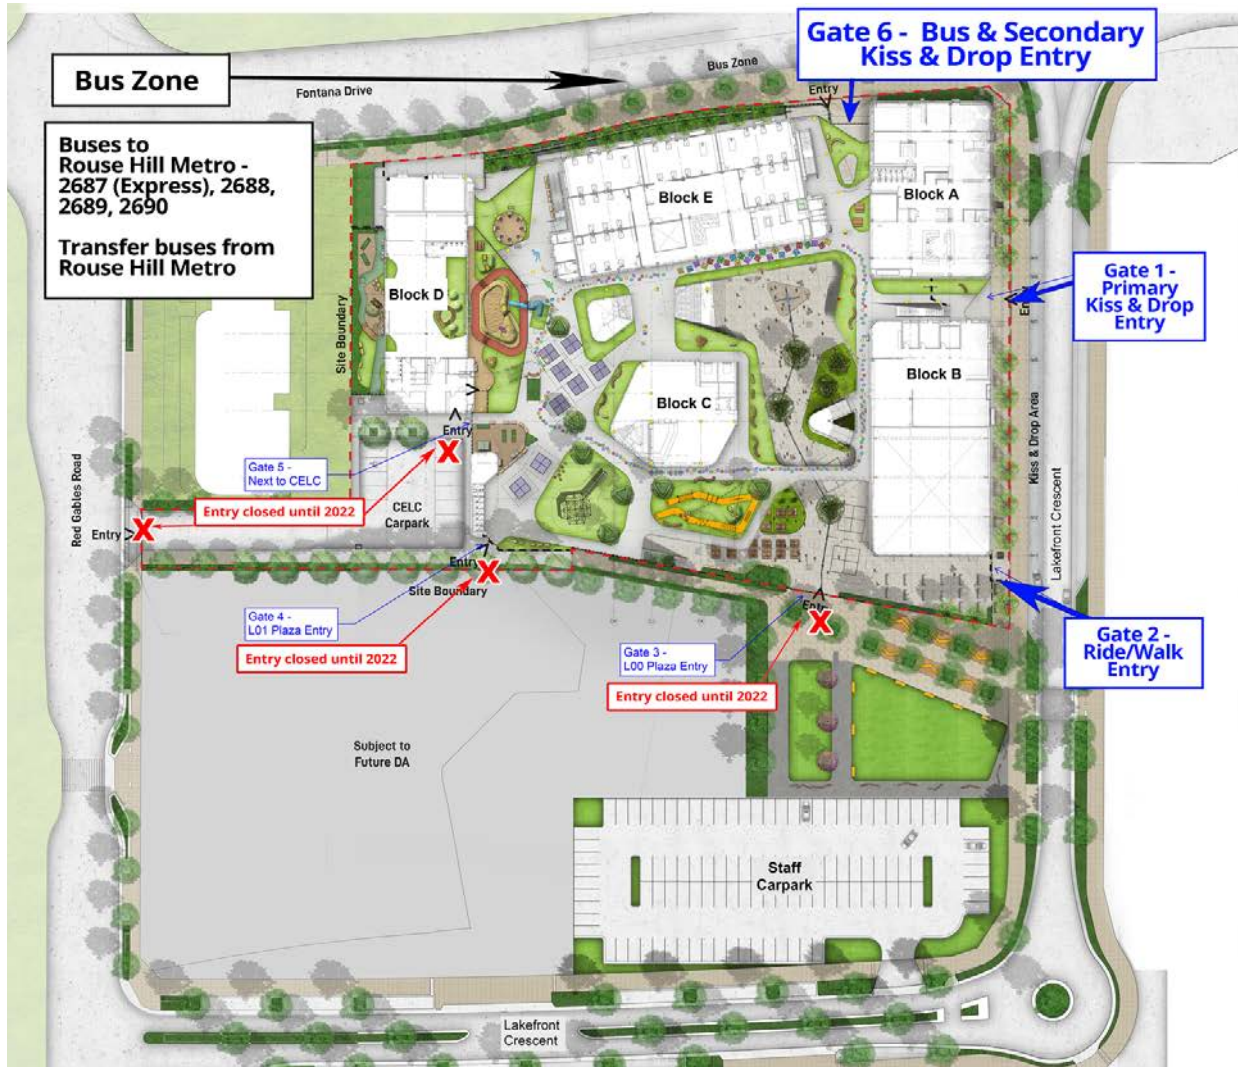 Gate 6 - Bus & Secondary
Kiss & Drop Entry
Bus Zone
Bus Zone
Fontana Drive
Entry
Buses to
Rouse Hill Metro -
2687 (Express), 2688,
2689, 2690
Transfer buses from
Rouse Hill Metro
Block E
Block A
Gate 1 -
Primary
Kiss & Drop
Entry
Entry
Block D
Site Boundary
Block B
Block C
Kiss & Drop Area
Lakefront Crescent
Entry
Gate 5 -
Next to CELC
Entry closed until 2022
CELC
Carpark
Red Gables Road
Entry
Entry
Site Boundary
Gate 4 -
L01 Plaza Entry
Entry closed until 2022
Entry
Gate 3 -
L00 Plaza Entry
Entry closed until 2022
Gate 2 -
Ride/Walk
Entry
Subject to
Future DA
Staff
Carpark
Lakefront
Crescent